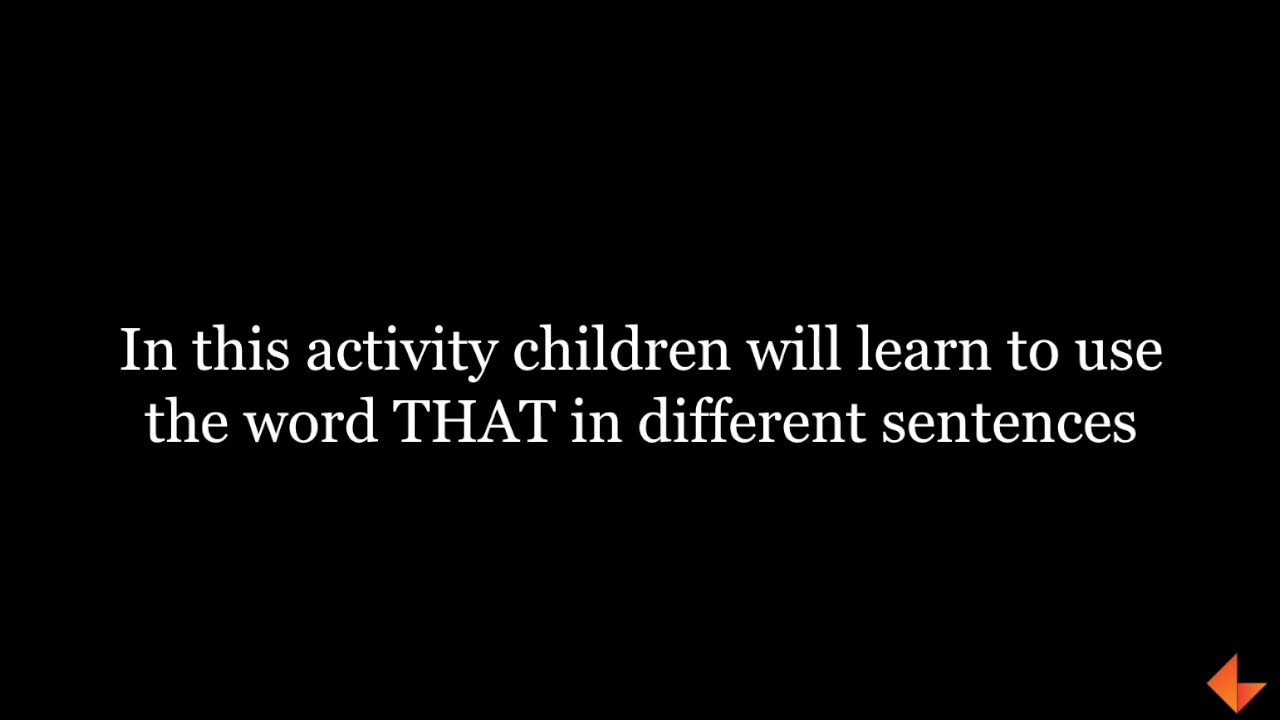 In this activity children will learn to use
the word THAT in different sentences